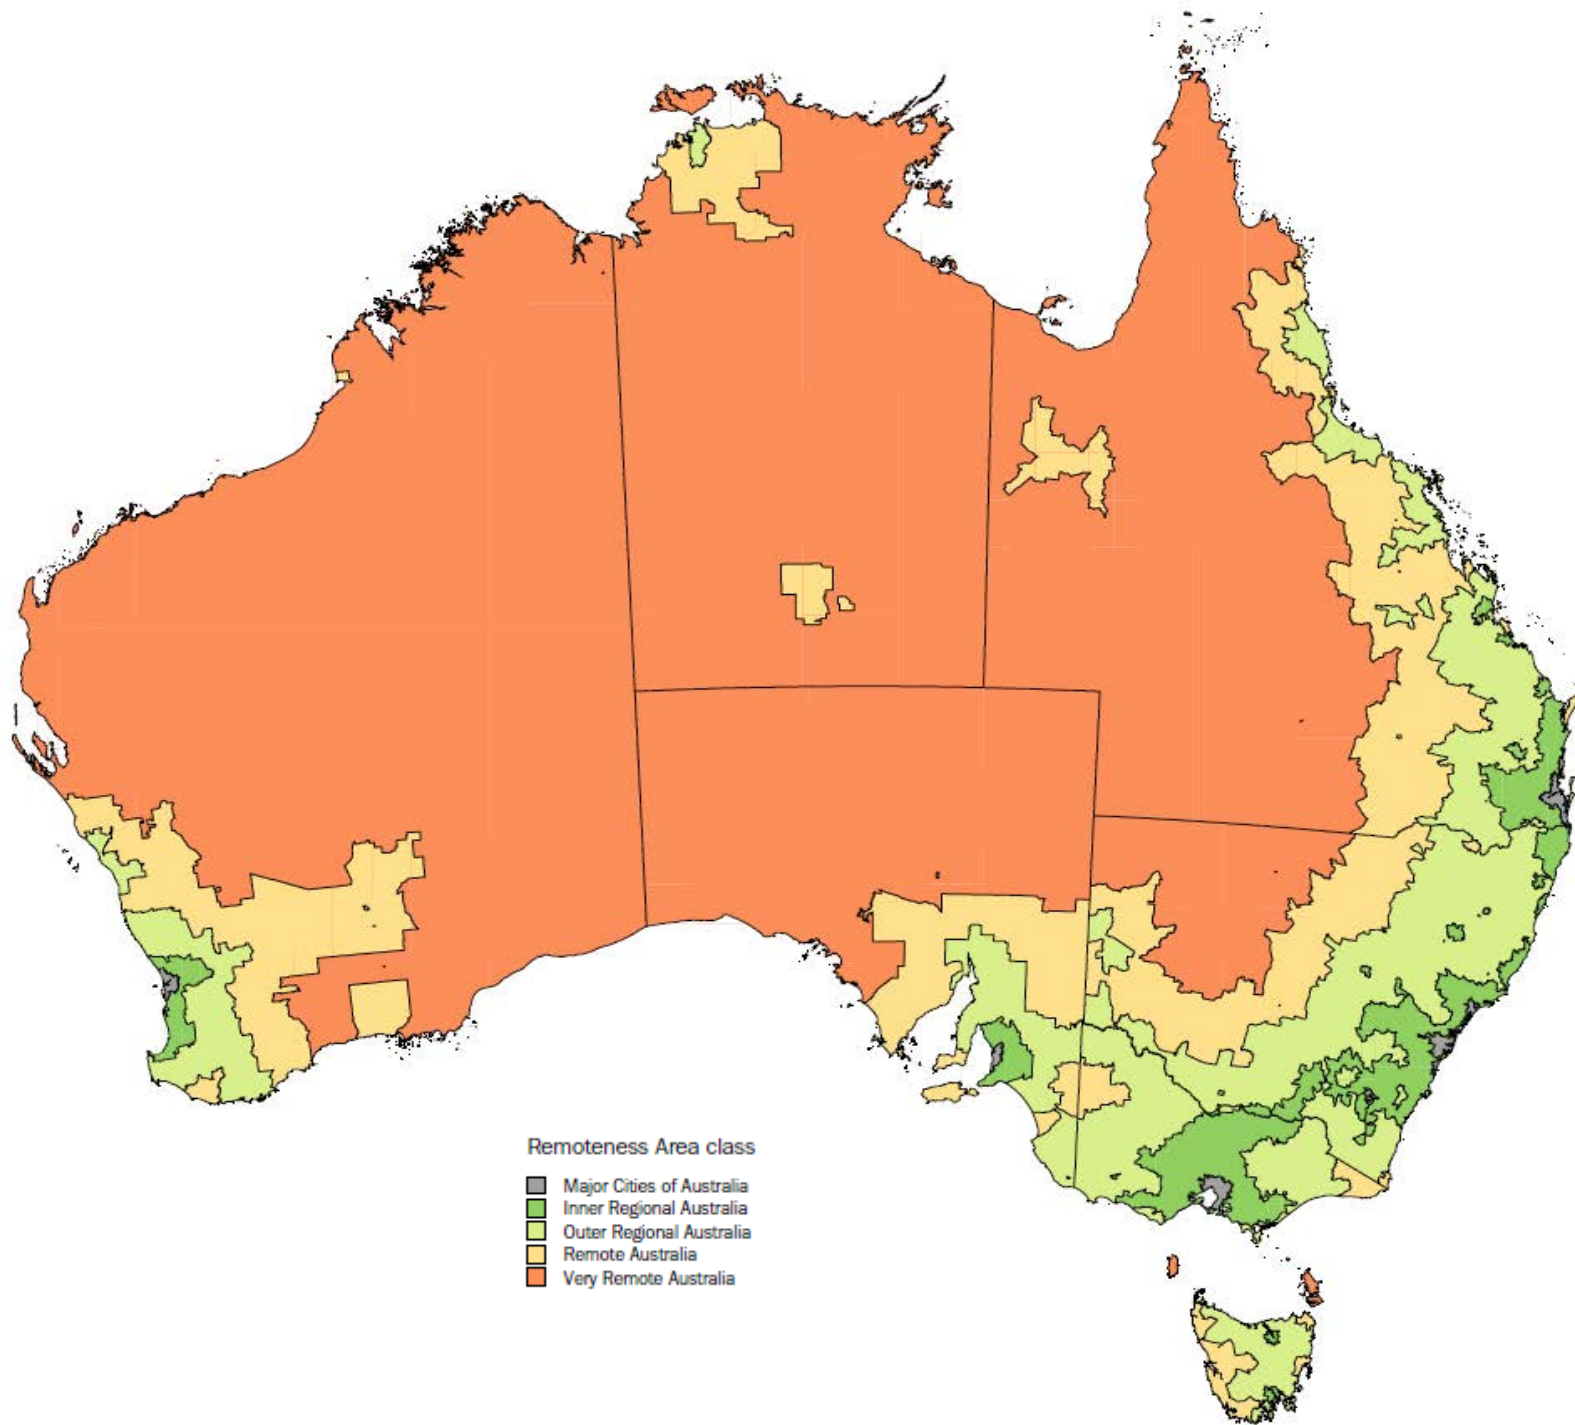 Remoteness Area class
Major Cities of Australia
Inner Regional Australia
Outer Regional Australia
Remote Australia
Very Remote Australia